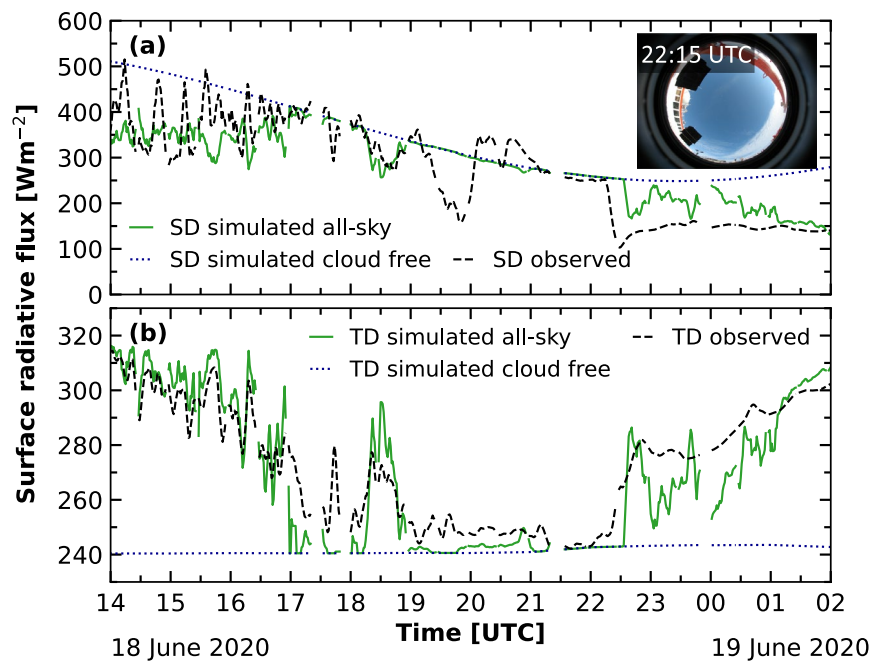 600
(a)
22:15 UTC
500
400
300
200
SD simulated all-sky
100
SD simulated cloud free
SD observed
0
Surface radiative flux [Wm−2]
(b)
320
TD simulated all-sky
TD observed
TD simulated cloud free
300
280
260
240
14 15 16 17 18 19 20 21 22 23 00 01 02
Time [UTC]
18 June 2020
19 June 2020